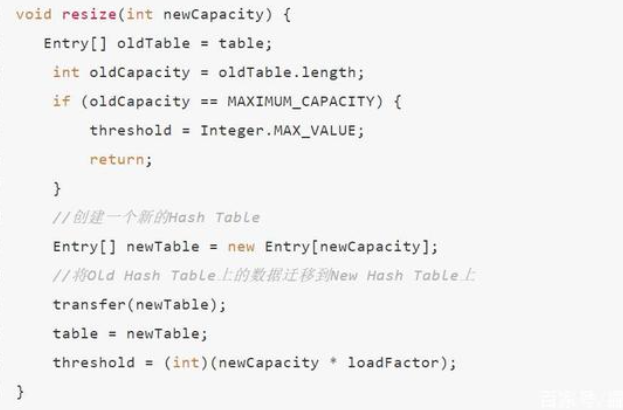 void resize(int newCapacity) {
Entry[] oldTable = table;
int oldCapacity = oldTable.length;
if (oldCapacity == MAXIMUM_CAPACITY) {
threshold = Integer.MAX_VALUE;
return;
}
//创建一个新的Hash Table
Entry[] newTable = new Entry[newCapacity];
//将Old Hash Table上的数据迁移到New Hash Table上
transfer(newTable);
table = newTable;
threshold = (int)(newCapacity * loadFactor);
}
百家号